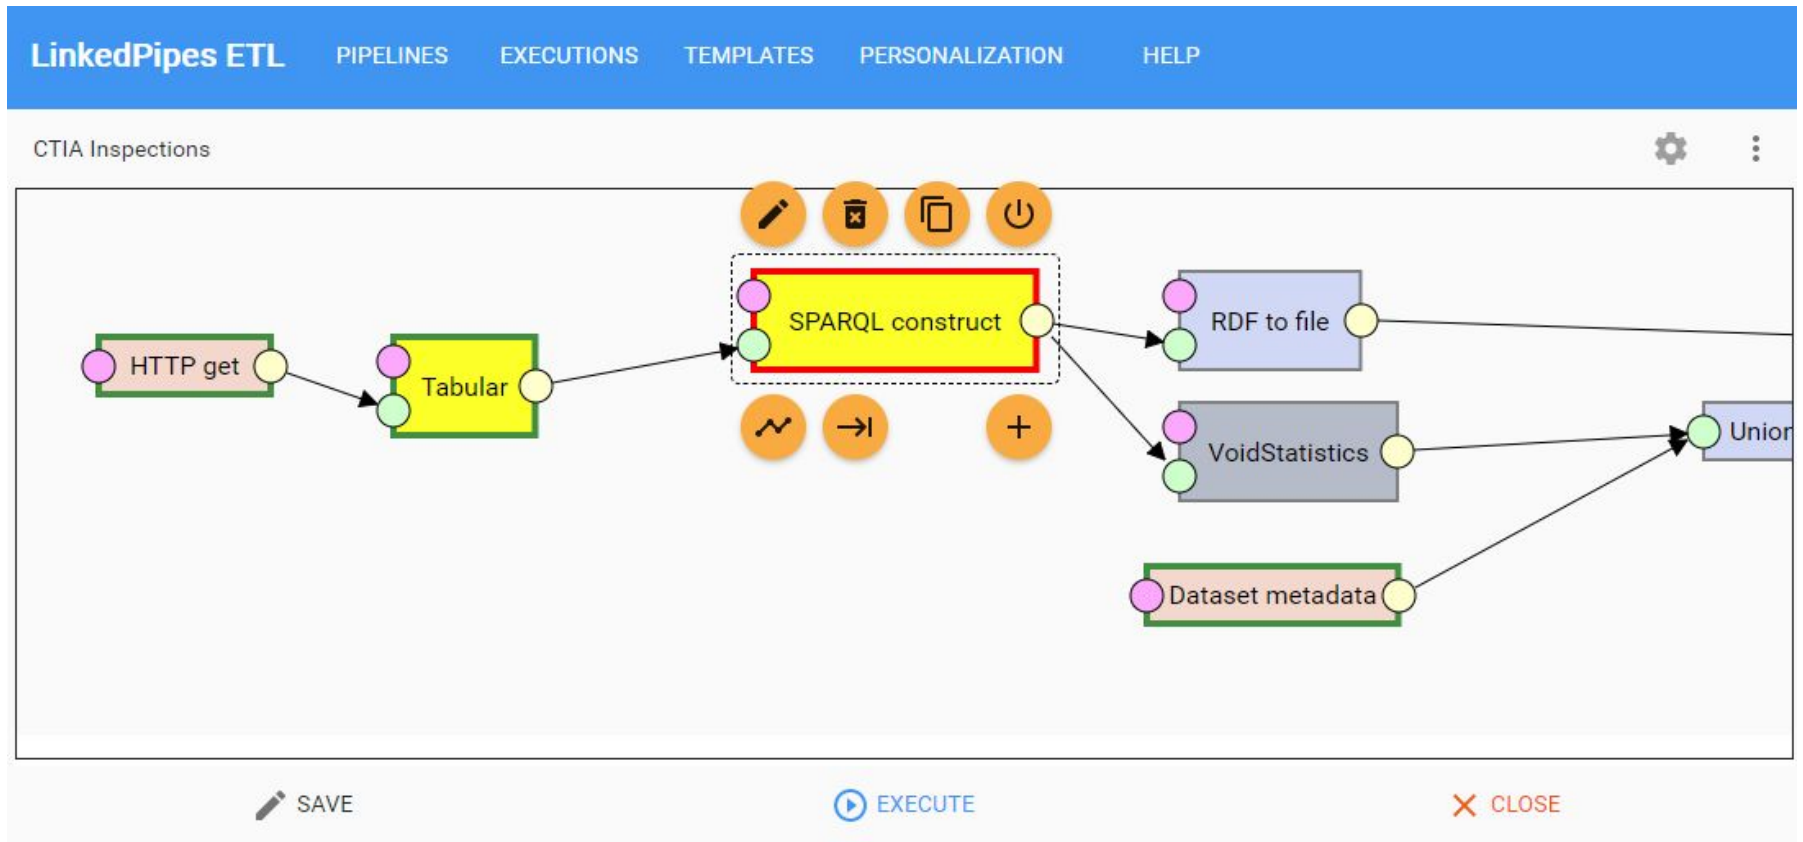 LinkedPipes ETL PIPELINES EXECUTIONS TEMPLATES PERSONALIZATION HELP
CTIA Inspections
SPARQL construct
RDF to file
HTTP get
Tabular
VoidStatistics
Union
Dataset metadata
SAVE EXECUTE CLOSE